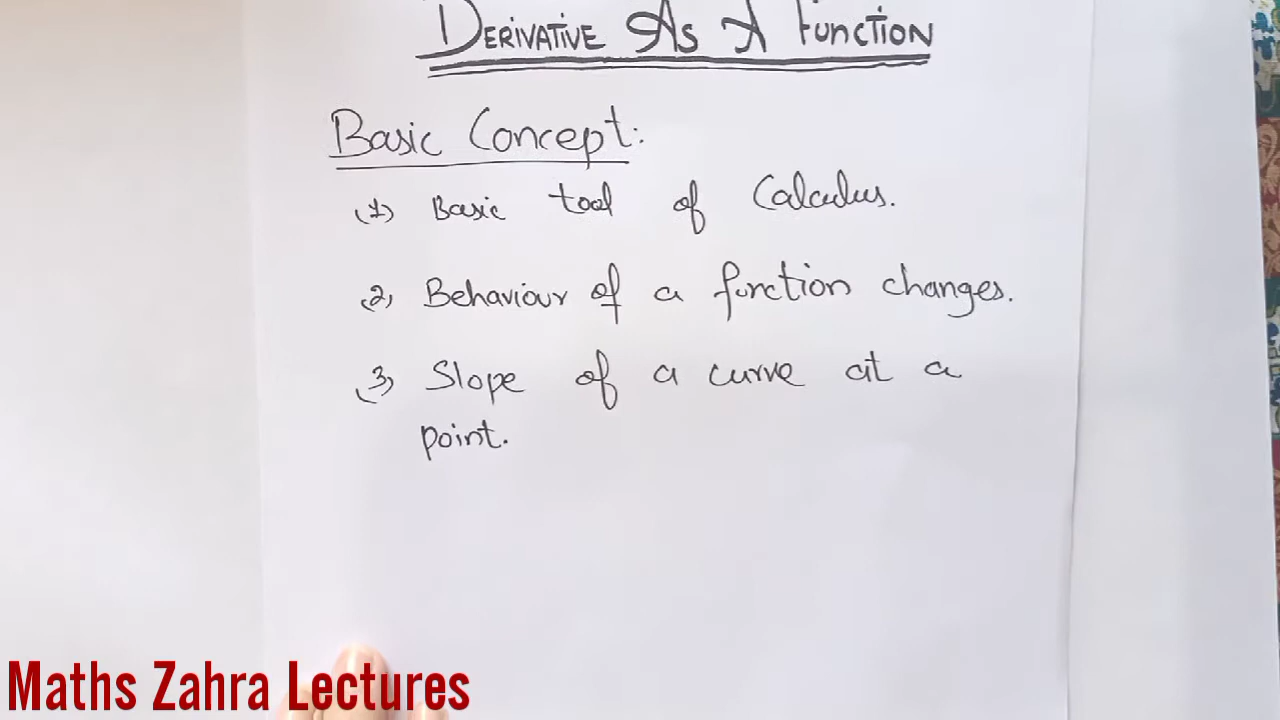 DERIVATIVE AS A FUNCTION
Basic Concept:
(1) Basic tool of Calculus.
(2) Behaviour of a function changes.
(3) Slope of a curve at a
point.
Maths Zahra Lectures